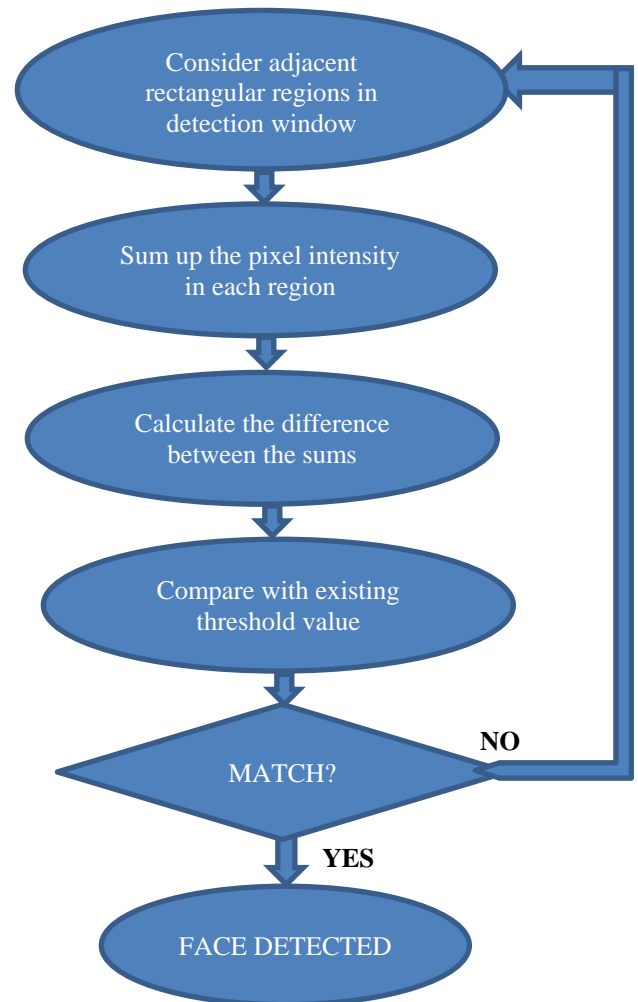 Consider adjacent
rectangular regions in
detection window
Sum up the pixel intensity
in each region
Calculate the difference
between the sums
Compare with existing
threshold value
NO
MATCH?
YES
FACE DETECTED